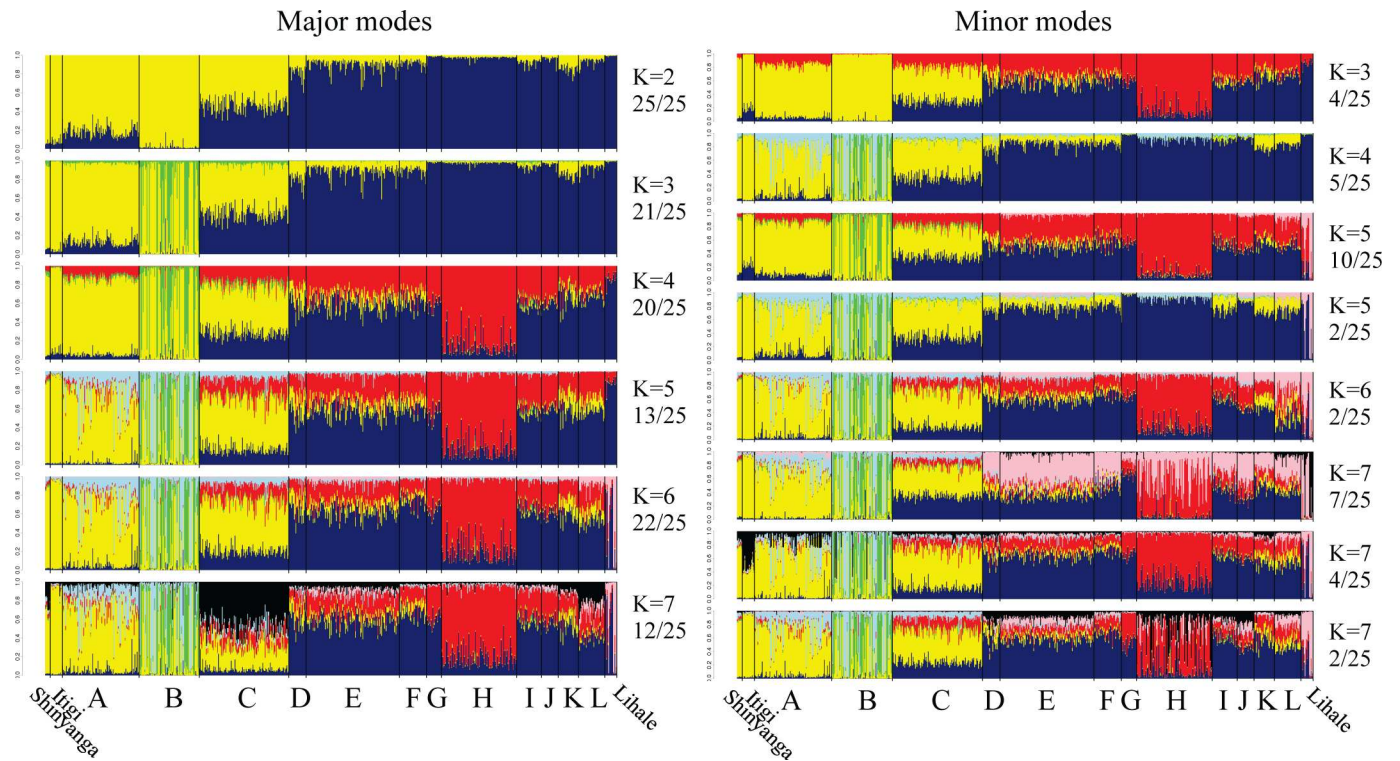 Major modes
Minor modes
K=2
25/25
K=3
21/25
K=4
20/25
K=5
13/25
K=6
22/25
K=7
12/25
Shinyanga
Itigi
A B C D E F G H I J K L
Lihale
K=3
4/25
K=4
5/25
K=5
10/25
K=5
2/25
K=6
2/25
K=7
7/25
K=7
4/25
K=7
2/25
Shinyanga
Itigi
A B C D E F G H I J K L
Lihale